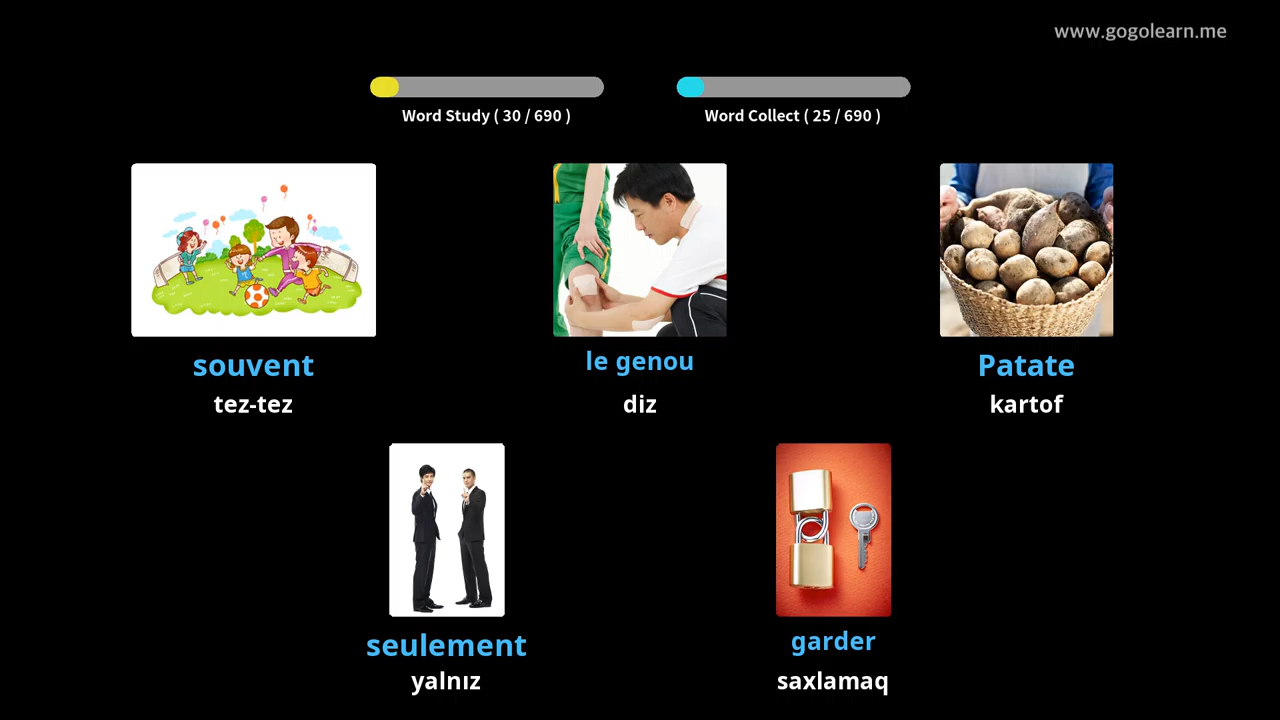 www.gogolearn.me
Word Study ( 30 / 690 )
Word Collect ( 25 / 690 )
souvent
tez-tez
le genou
diz
Patate
kartof
seulement
yalnız
garder
saxlamaq